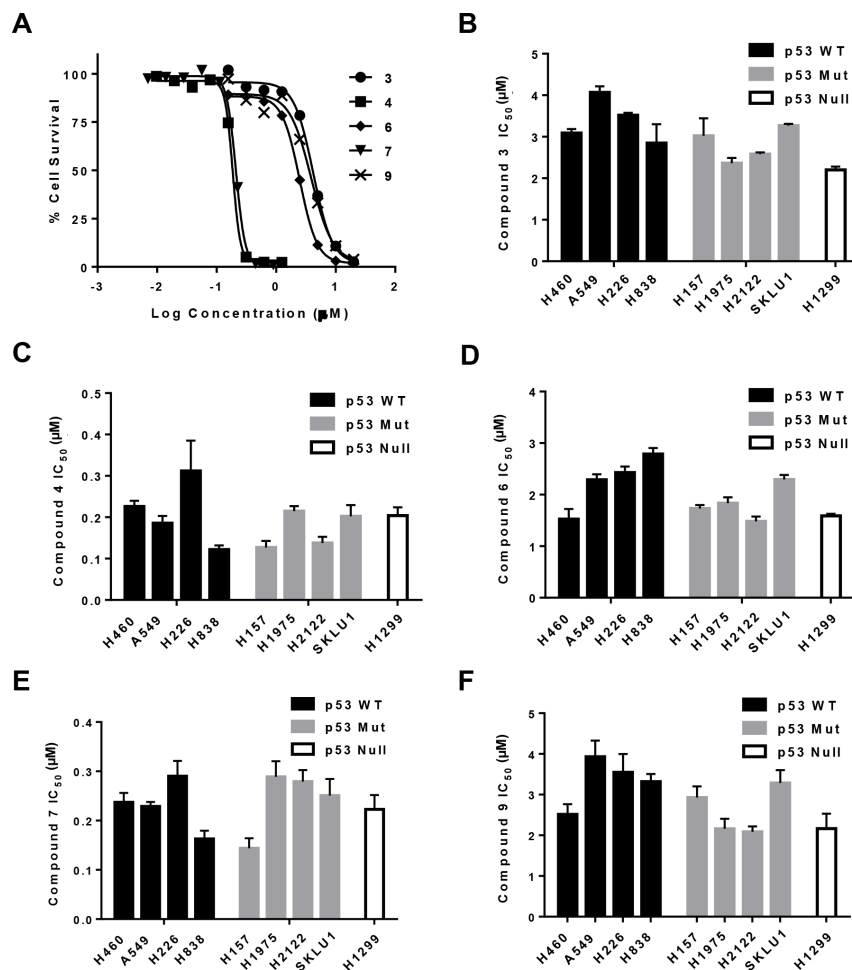 A
% Cell Survival
100
75
50
25
0
-3 -2 -1 0 1 2
Log Concentration (µM)
3
4
6
7
9
B
Compound 3 IC50 (µM)
5
4
3
2
1
0
p53 WT
p53 Mut
p53 Null
H460 A549 H226 H838 H157 H1975 H2122 SKLU1 H1299
C
Compound 4 IC50 (µM)
0.5
0.4
0.3
0.2
0.1
0.0
p53 WT
p53 Mut
p53 Null
H460 A549 H226 H838 H157 H1975 H2122 SKLU1 H1299
D
Compound 6 IC50 (µM)
4
3
2
1
0
p53 WT
p53 Mut
p53 Null
H460 A549 H226 H838 H157 H1975 H2122 SKLU1 H1299
E
Compound 7 IC50 (µM)
0.4
0.3
0.2
0.1
0.0
p53 WT
p53 Mut
p53 Null
H460 A549 H226 H838 H157 H1975 H2122 SKLU1 H1299
F
Compound 9 IC50 (µM)
5
4
3
2
1
0
p53 WT
p53 Mut
p53 Null
H460 A549 H226 H838 H157 H1975 H2122 SKLU1 H1299